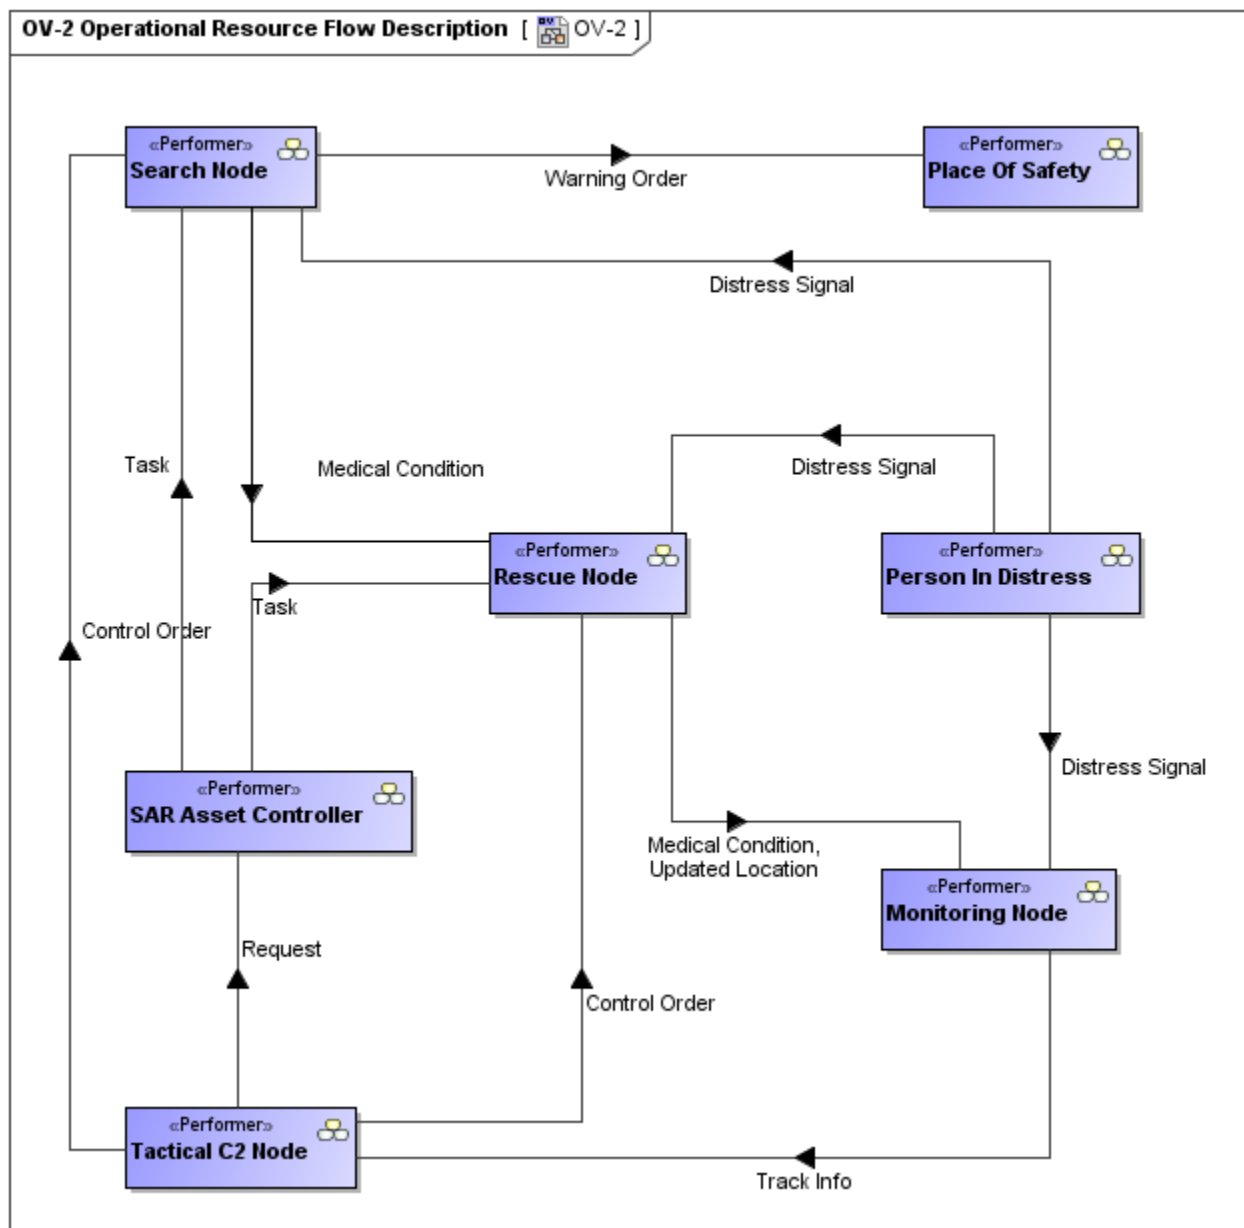 OV-2 Operational Resource Flow Description [ OV-2 ]
«Performer»
Search Node
«Performer»
Place Of Safety
Warning Order
Distress Signal
Task
Medical Condition
Distress Signal
«Performer»
Rescue Node
«Performer»
Person In Distress
Task
Control Order
Distress Signal
«Performer»
SAR Asset Controller
Medical Condition,
Updated Location
«Performer»
Monitoring Node
Request
Control Order
«Performer»
Tactical C2 Node
Track Info